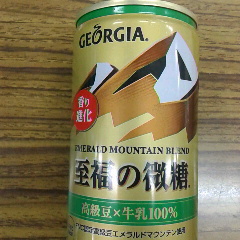 GEORGIA.
香り
進化
EMERALD MOUNTAIN BLEND
至福の微糖
高級豆×牛乳100%